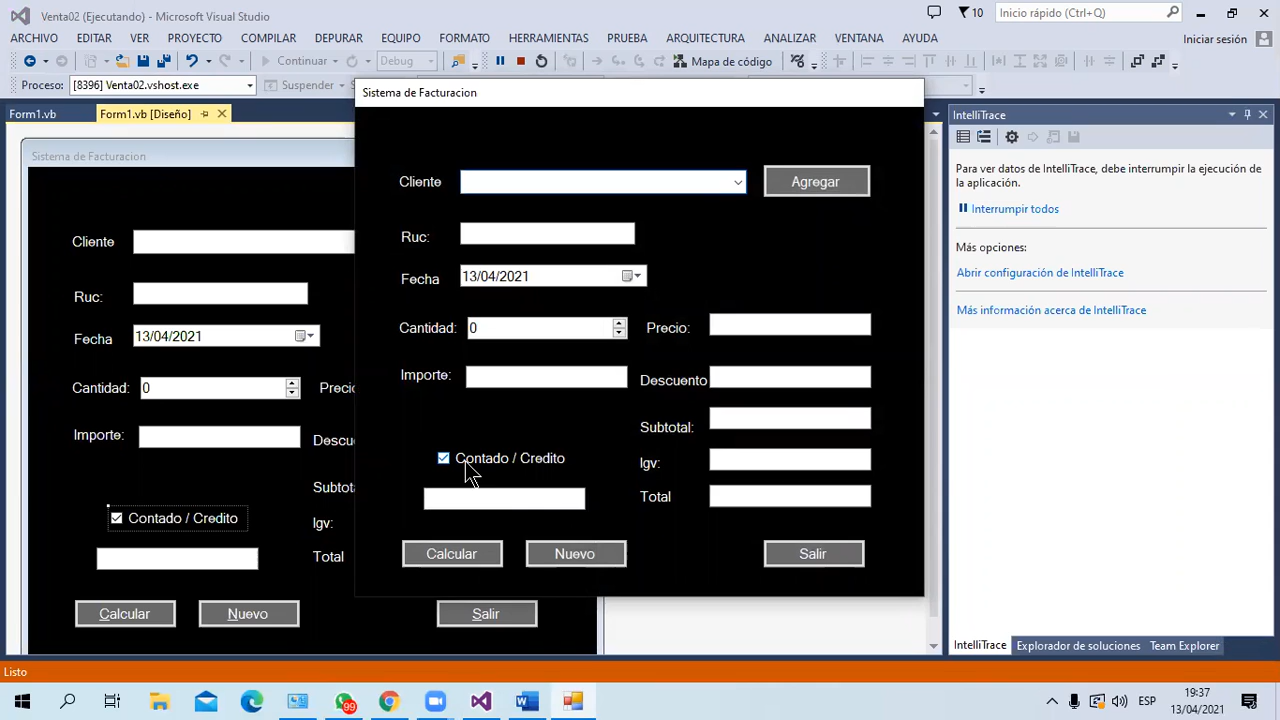 Venta02 (Ejecutando) - Microsoft Visual Studio
10
Inicio rápido (Ctrl+Q)
ARCHIVO EDITAR VER PROYECTO COMPILAR DEPURAR EQUIPO FORMATO HERRAMIENTAS PRUEBA ARQUITECTURA ANALIZAR VENTANA AYUDA
Iniciar sesión
Continuar
Debug
Mapa de código
Proceso: [8396] Venta02.vshost.exe
Suspender
Form1.vb
Form1.vb [Diseño]
Sistema de Facturacion
Cliente
Ruc:
Fecha 13/04/2021
Cantidad: 0
Importe:
Contado / Credito
Calcular
Nuevo
Salir
Sistema de Facturacion
Cliente
Agregar
Ruc:
Fecha 13/04/2021
Cantidad: 0
Precio:
Importe:
Descuento
Subtotal:
Contado / Credito
Igv:
Total
Calcular
Nuevo
Salir
Igv:
Total
IntelliTrace
Para ver datos de IntelliTrace, debe interrumpir la ejecución de
la aplicación.
Interrumpir todos
Más opciones:
Abrir configuración de IntelliTrace
Más información acerca de IntelliTrace
IntelliTrace Explorador de soluciones Team Explorer
Listo
99
ESP
19:37
13/04/2021